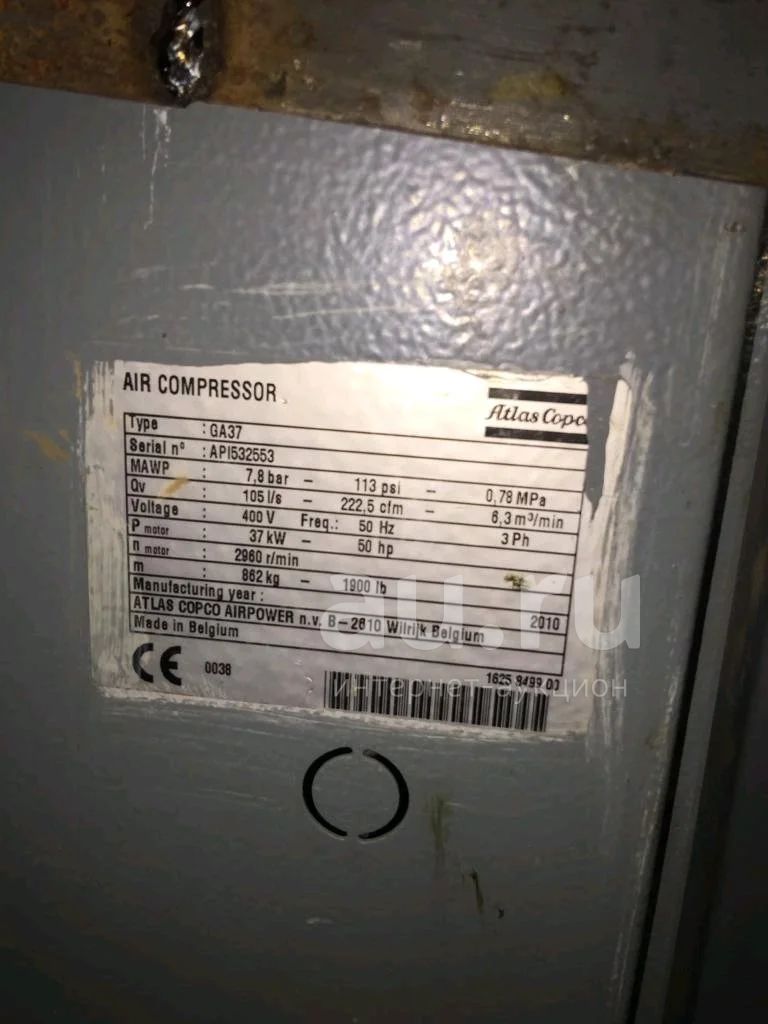 AIR COMPRESSOR
Atlas Copco
Type : GA37
Serial nº : API532553
MAWP : 7,8 bar – 113 psi – 0,78 MPa
Qv : 105 l/s – 222,5 cfm – 6,3 m³/min
Voltage : 400 V Freq.: 50 Hz 3 Ph
P motor : 37 kW – 50 hp
n motor : 2960 r/min
m : 862 kg – 1900 lb
Manufacturing year : 2010
ATLAS COPCO AIRPOWER n.v. B–2610 Wilrijk Belgium
Made in Belgium
CE 0038
1625 8499 00
au.ru
интернет-аукцион